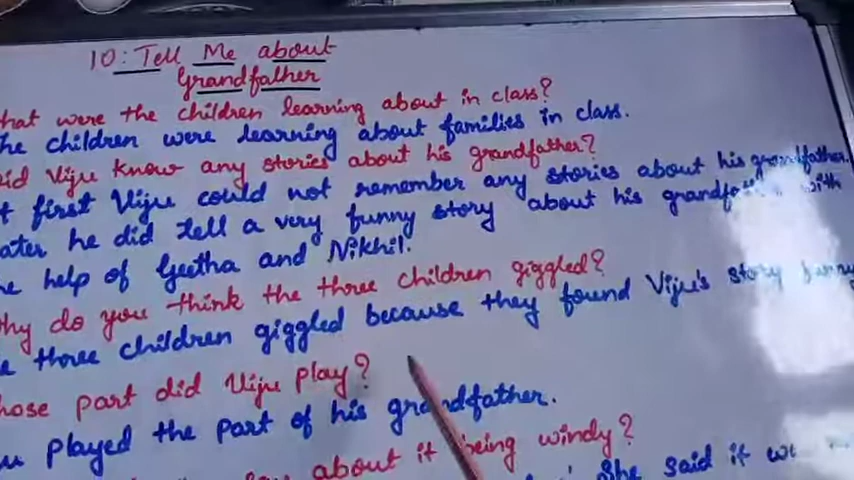 10: Tell Me about
Grandfather
hat were the children learning about in class?
he children were learning about families in class.
id Viju know any stories about his grandfather?
t first Viju could not remember any stories about his grandfather.
ater he did tell a very funny story about his grandfat with
he help of Geetha and Nikhil.
hy do you think the three children giggled?
e three children giggled because they found Viju's story funny
hose part did Viju play?
u played the part of his grandfather.
about it being windy?
She said it w